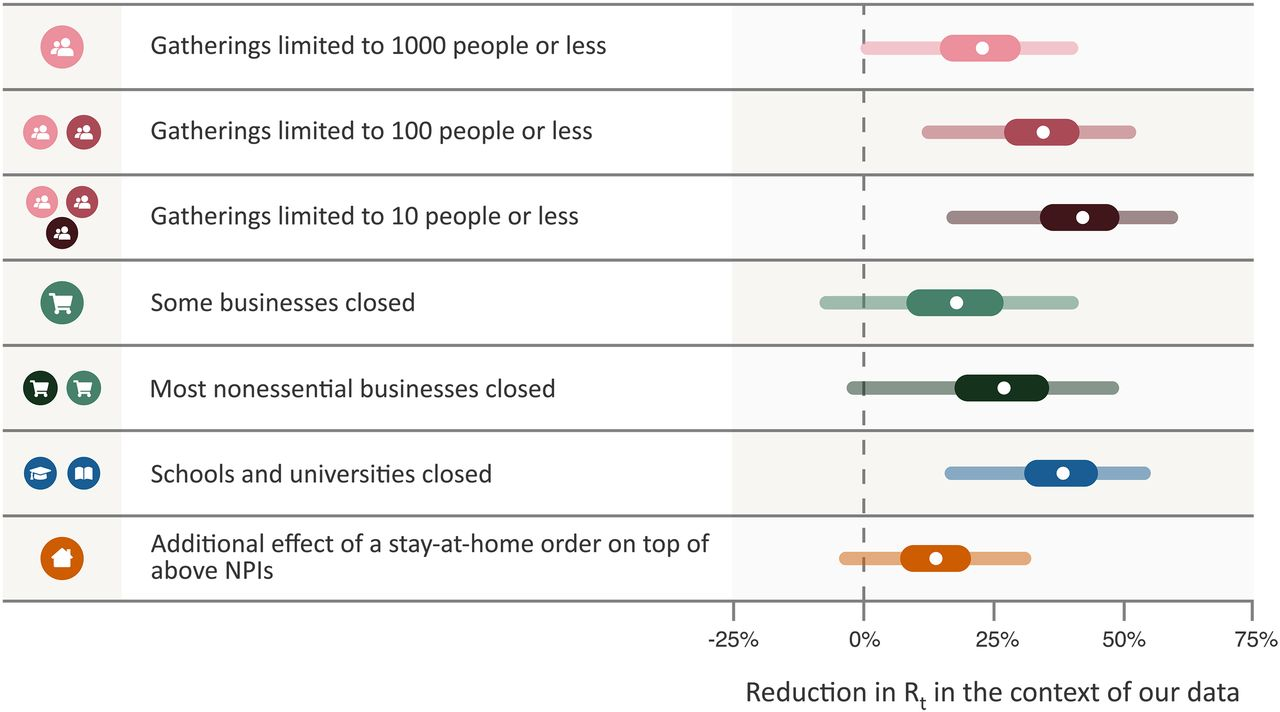 Gatherings limited to 1000 people or less
Gatherings limited to 100 people or less
Gatherings limited to 10 people or less
Some businesses closed
Most nonessential businesses closed
Schools and universities closed
Additional effect of a stay-at-home order on top of
above NPIs
-25% 0% 25% 50% 75%
Reduction in Rt in the context of our data